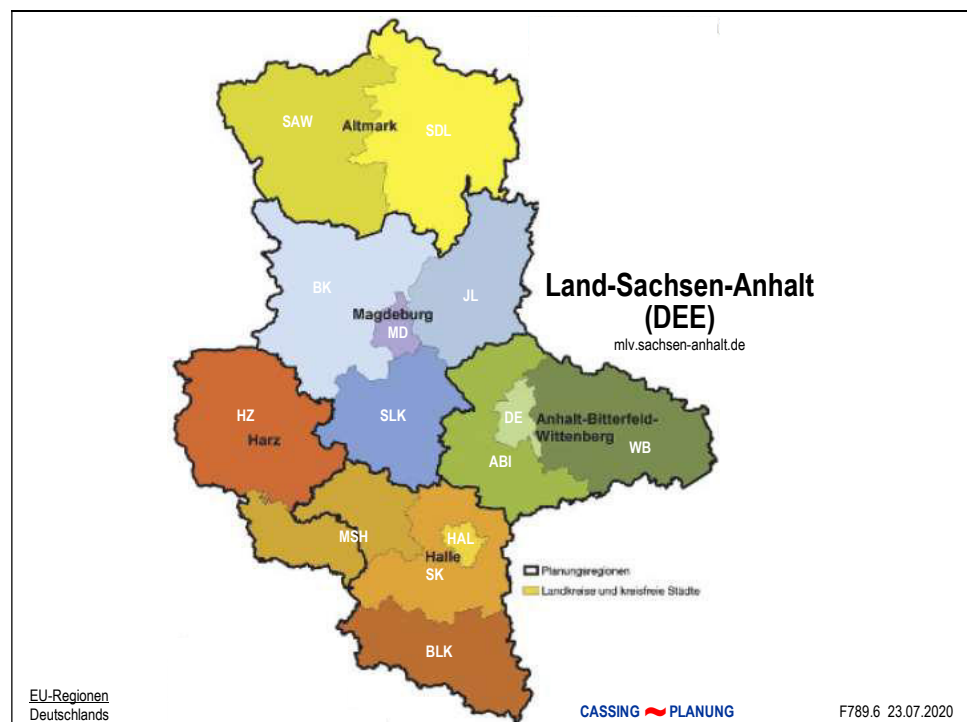 SAW
Altmark
SDL
BK
JL
Magdeburg
MD
Land-Sachsen-Anhalt
(DEE)
mlv.sachsen-anhalt.de
HZ
Harz
SLK
DE
Anhalt-Bitterfeld-
Wittenberg
WB
ABI
MSH
HAL
Halle
SK
Planungsregionen
Landkreise und kreisfreie Städte
BLK
EU-Regionen
Deutschlands
CASSING PLANUNG
F789.6 23.07.2020